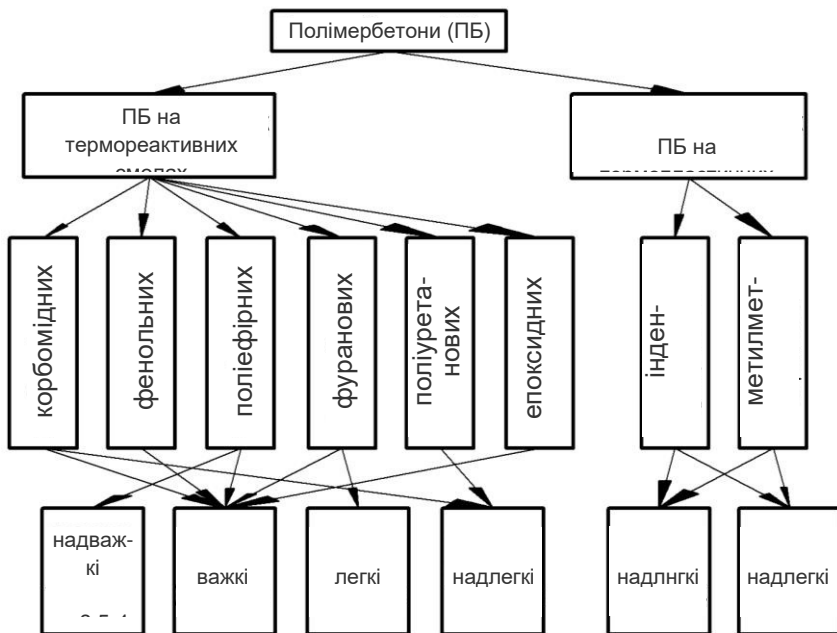 Полімербетони (ПБ)
ПБ на
термореактивних
ПБ на
корбомідних
фенольних
поліефірних
фуранових
поліурета-
нових
епоксидних
інден-
метилмет-
надваж-
кі
важкі
легкі
надлегкі
надлнгкі
надлегкі